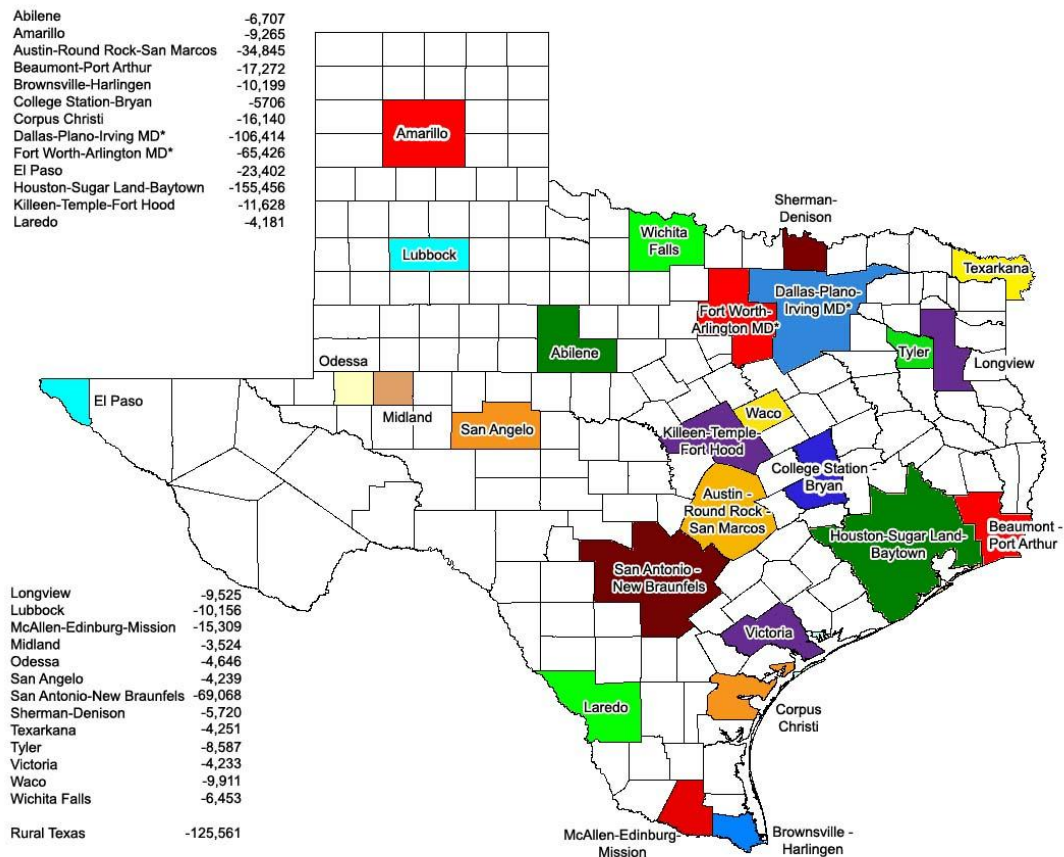 Abilene -6,707
Amarillo -9,265
Austin-Round Rock-San Marcos -34,845
Beaumont-Port Arthur -17,272
Brownsville-Harlingen -10,199
College Station-Bryan -5706
Corpus Christi -16,140
Dallas-Plano-Irving MD* -106,414
Fort Worth-Arlington MD* -65,426
El Paso -23,402
Houston-Sugar Land-Baytown -155,456
Killeen-Temple-Fort Hood -11,628
Laredo -4,181
Amarillo
Sherman-
Denison
Wichita
Falls
Lubbock
Texarkana
Dallas-Plano-
Irving MD*
Fort Worth-
Arlington MD*
Abilene
Tyler
Longview
Odessa
El Paso
Midland
San Angelo
Waco
Killeen-Temple-
Fort Hood
College Station -
Bryan
Austin -
Round Rock -
San Marcos
Houston-Sugar Land-
Baytown
Beaumont -
Port Arthur
San Antonio -
New Braunfels
Victoria
Laredo
Corpus
Christi
McAllen-Edinburg-
Mission
Brownsville -
Harlingen
Longview -9,525
Lubbock -10,156
McAllen-Edinburg-Mission -15,309
Midland -3,524
Odessa -4,646
San Angelo -4,239
San Antonio-New Braunfels -69,068
Sherman-Denison -5,720
Texarkana -4,251
Tyler -8,587
Victoria -4,233
Waco -9,911
Wichita Falls -6,453
Rural Texas -125,561